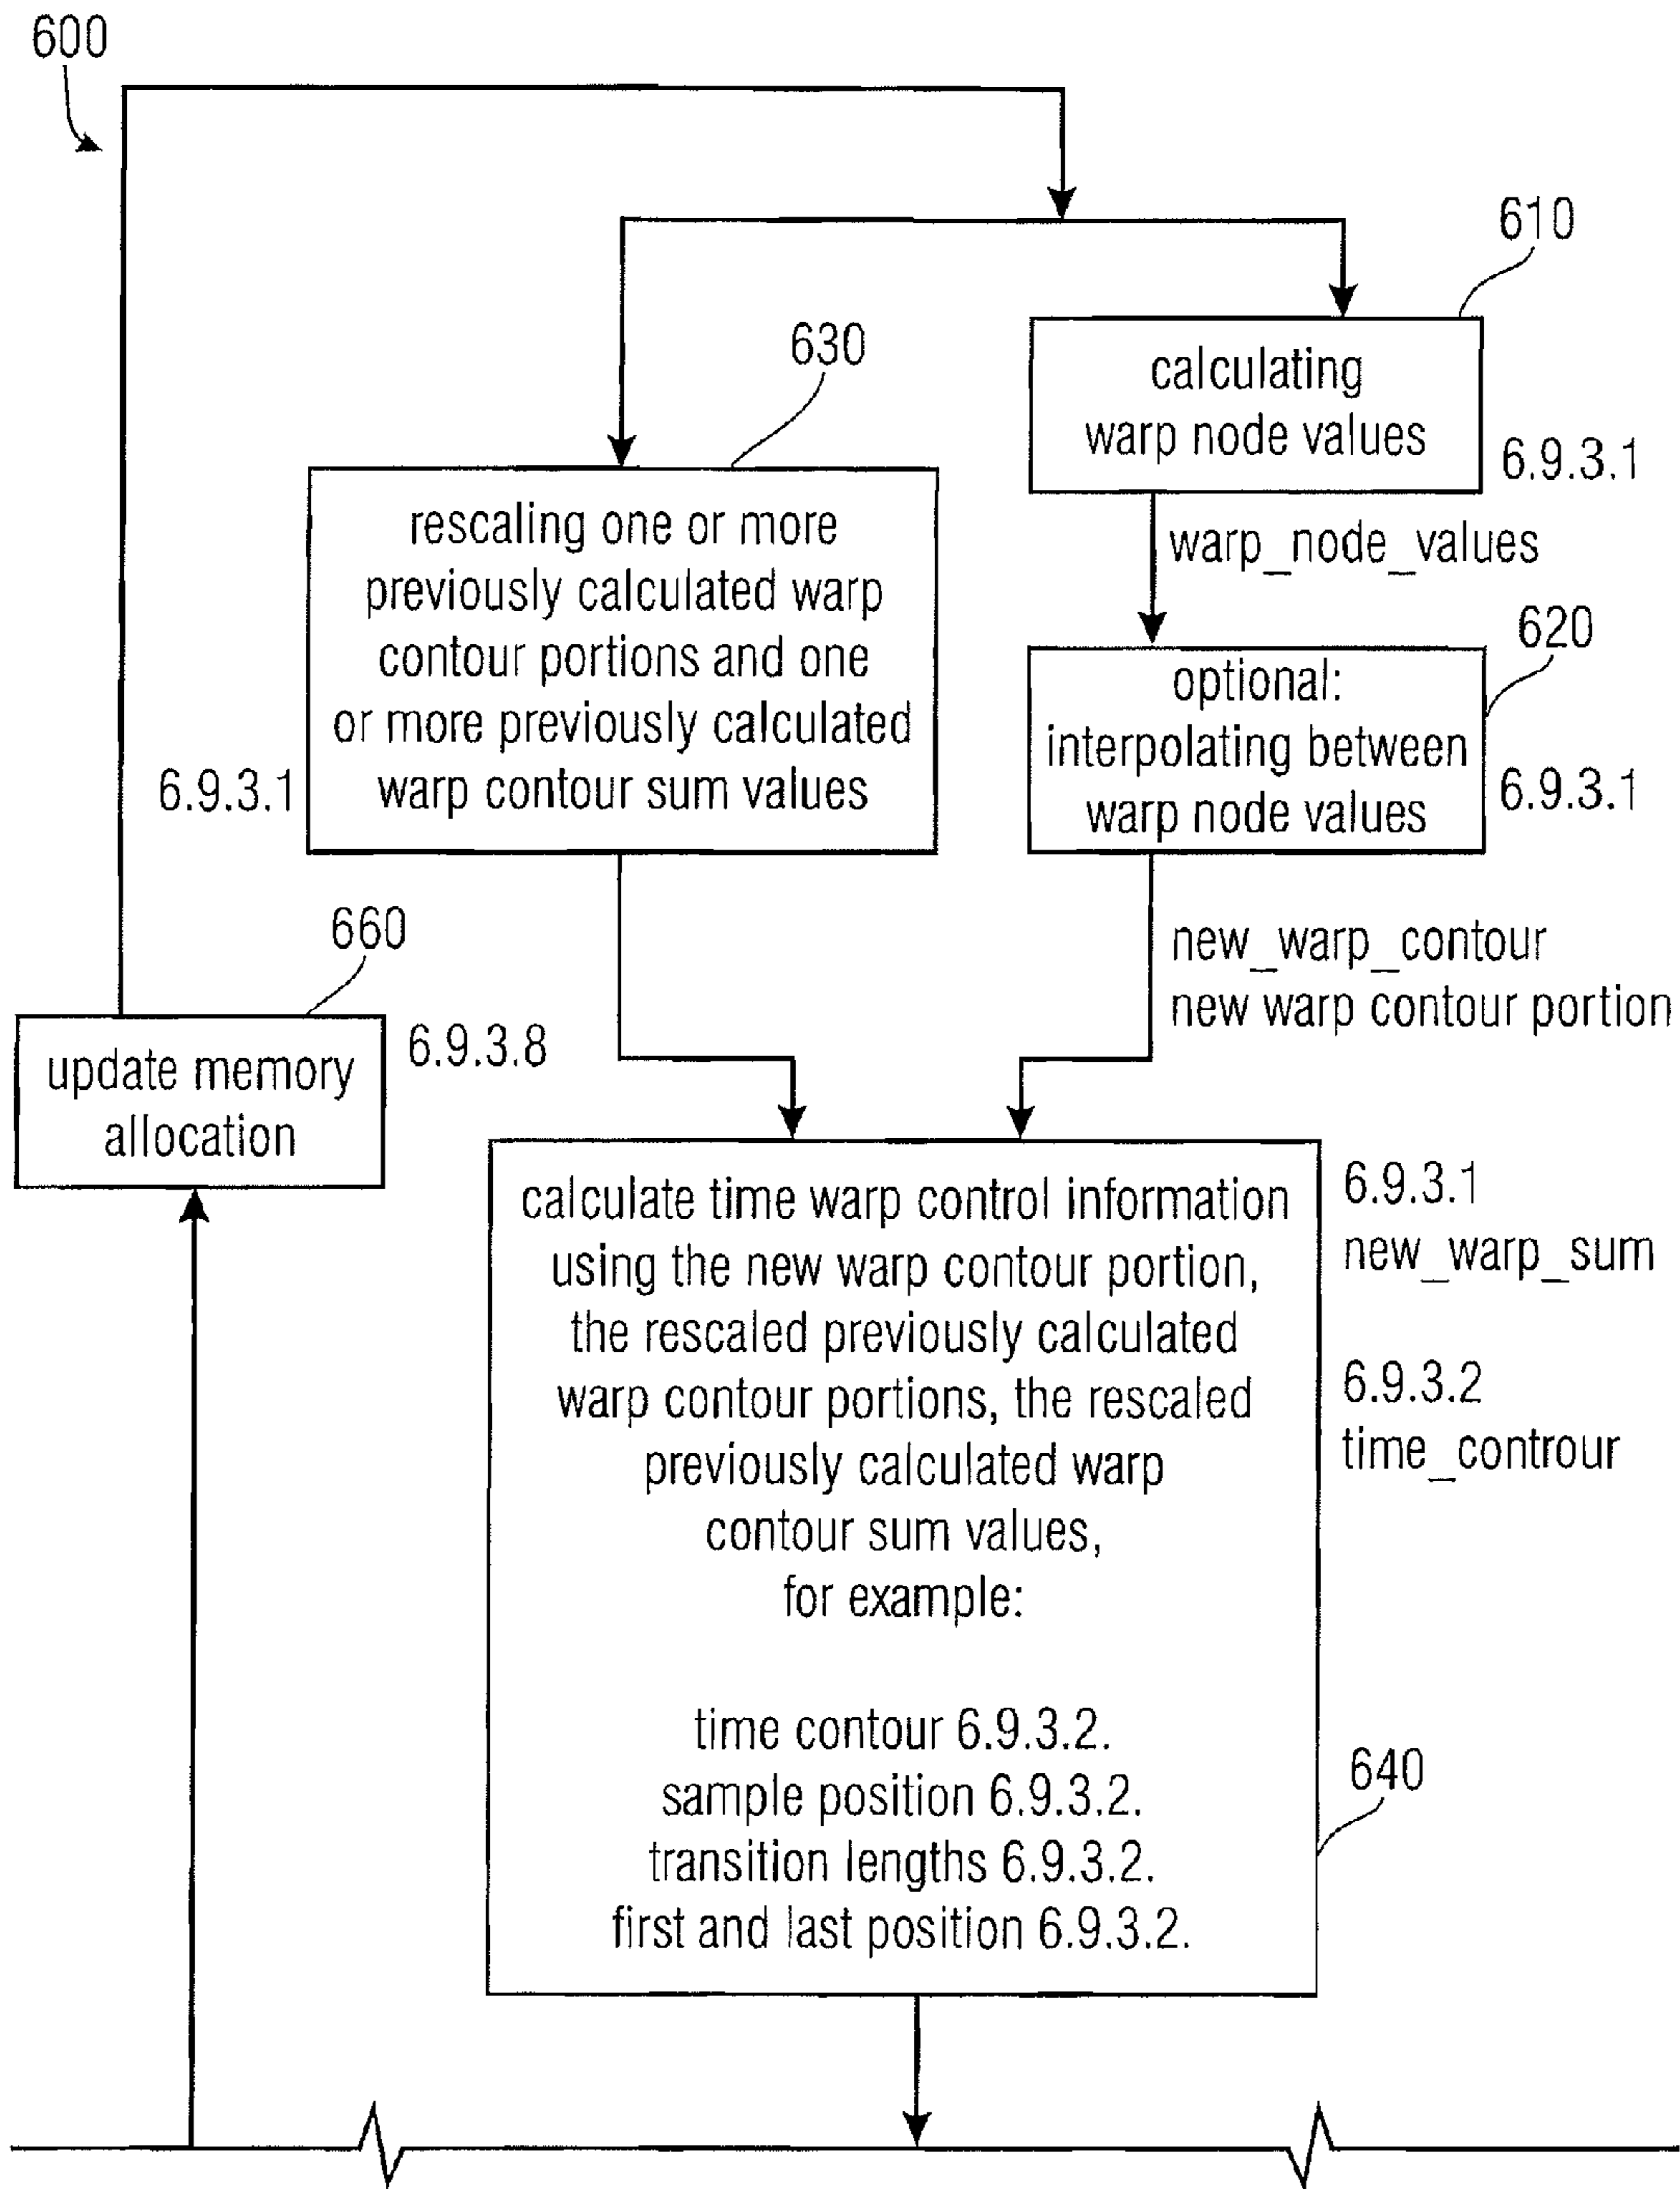 600
610
calculating
warp node values
6.9.3.1
warp_node_values
630
rescaling one or more
previously calculated warp
contour portions and one
or more previously calculated
warp contour sum values
6.9.3.1
620
optional:
interpolating between
warp node values
6.9.3.1
new_warp_contour
new warp contour portion
660
update memory
allocation
6.9.3.8
calculate time warp control information
using the new warp contour portion,
the rescaled previously calculated
warp contour portions, the rescaled
previously calculated warp
contour sum values,
for example:
time contour 6.9.3.2.
sample position 6.9.3.2.
transition lengths 6.9.3.2.
first and last position 6.9.3.2.
6.9.3.1
new_warp_sum
6.9.3.2
time_controur
640